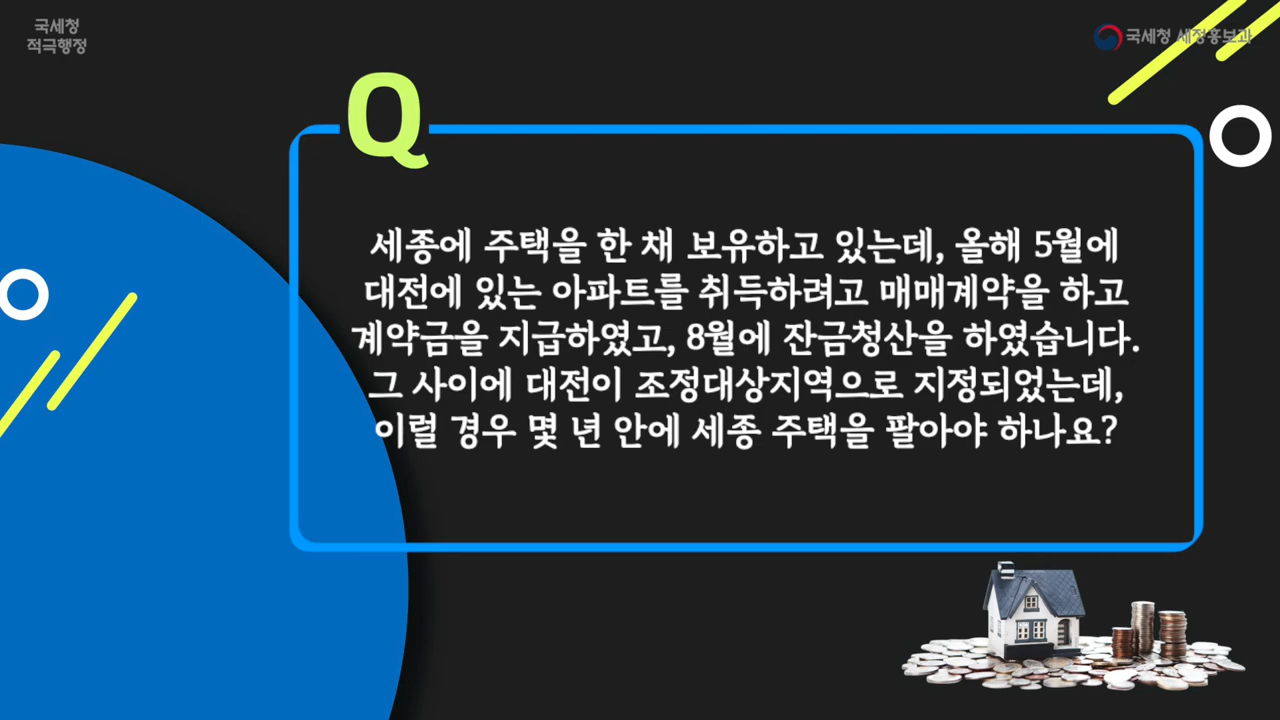 국세청
적극행정
국세청 세정홍보과
Q
세종에 주택을 한 채 보유하고 있는데, 올해 5월에
대전에 있는 아파트를 취득하려고 매매계약을 하고
계약금을 지급하였고, 8월에 잔금청산을 하였습니다.
그 사이에 대전이 조정대상지역으로 지정되었는데,
이럴 경우 몇 년 안에 세종 주택을 팔아야 하나요?